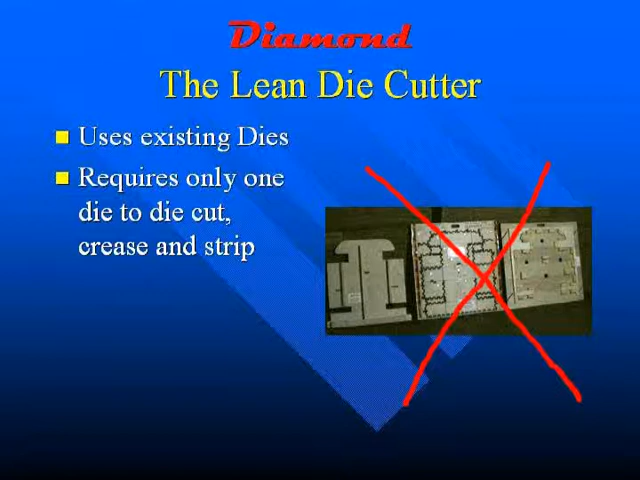 Diamond
The Lean Die Cutter
Uses existing Dies
Requires only one
die to die cut,
crease and strip